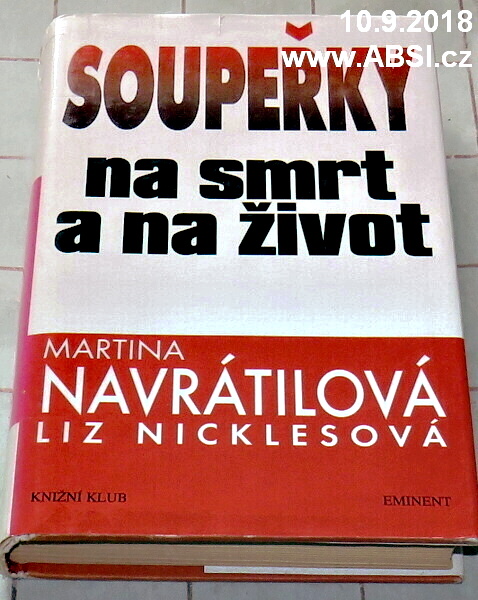 10.9.2018
www.ABSI.cz
SOUPEŘKY
na smrt
a na život
MARTINA
NAVRÁTILOVÁ
LIZ NICKLESOVÁ
KNIŽNÍ KLUB EMINENT